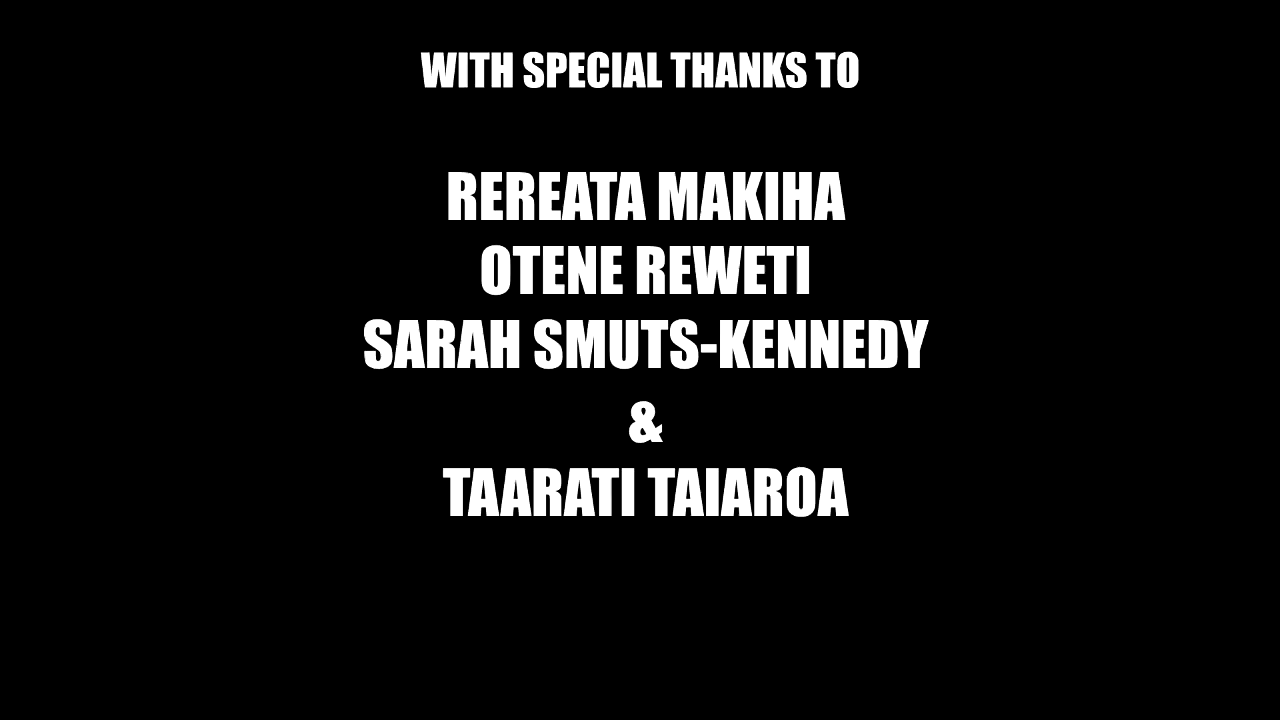 WITH SPECIAL THANKS TO
REREATA MAKIHA
OTENE REWETI
SARAH SMUTS-KENNEDY
&
TAARATI TAIAROA